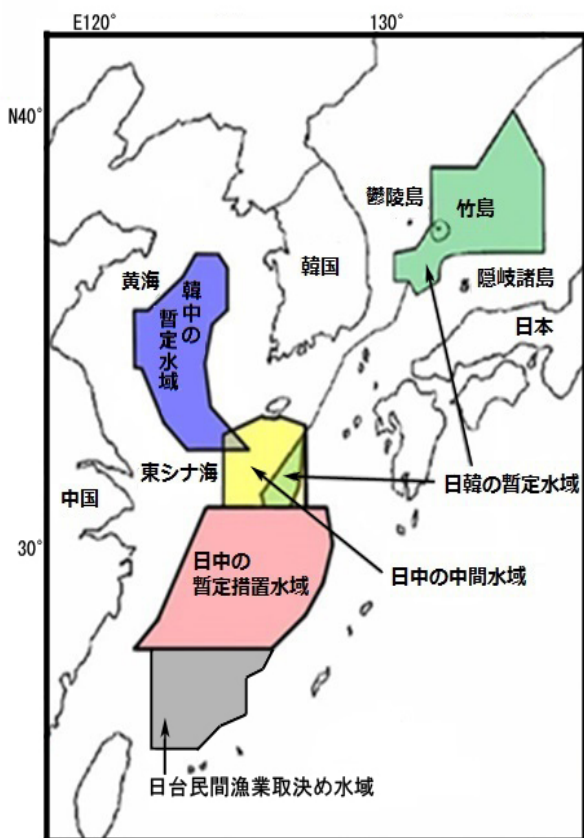 E120°
130°
N40°
鬱陵島
竹島
韓国
黄海
韓中の
暫定水域
隠岐諸島
日本
東シナ海
日韓の暫定水域
中国
30°
日中の
暫定措置水域
日中の中間水域
日台民間漁業取決め水域